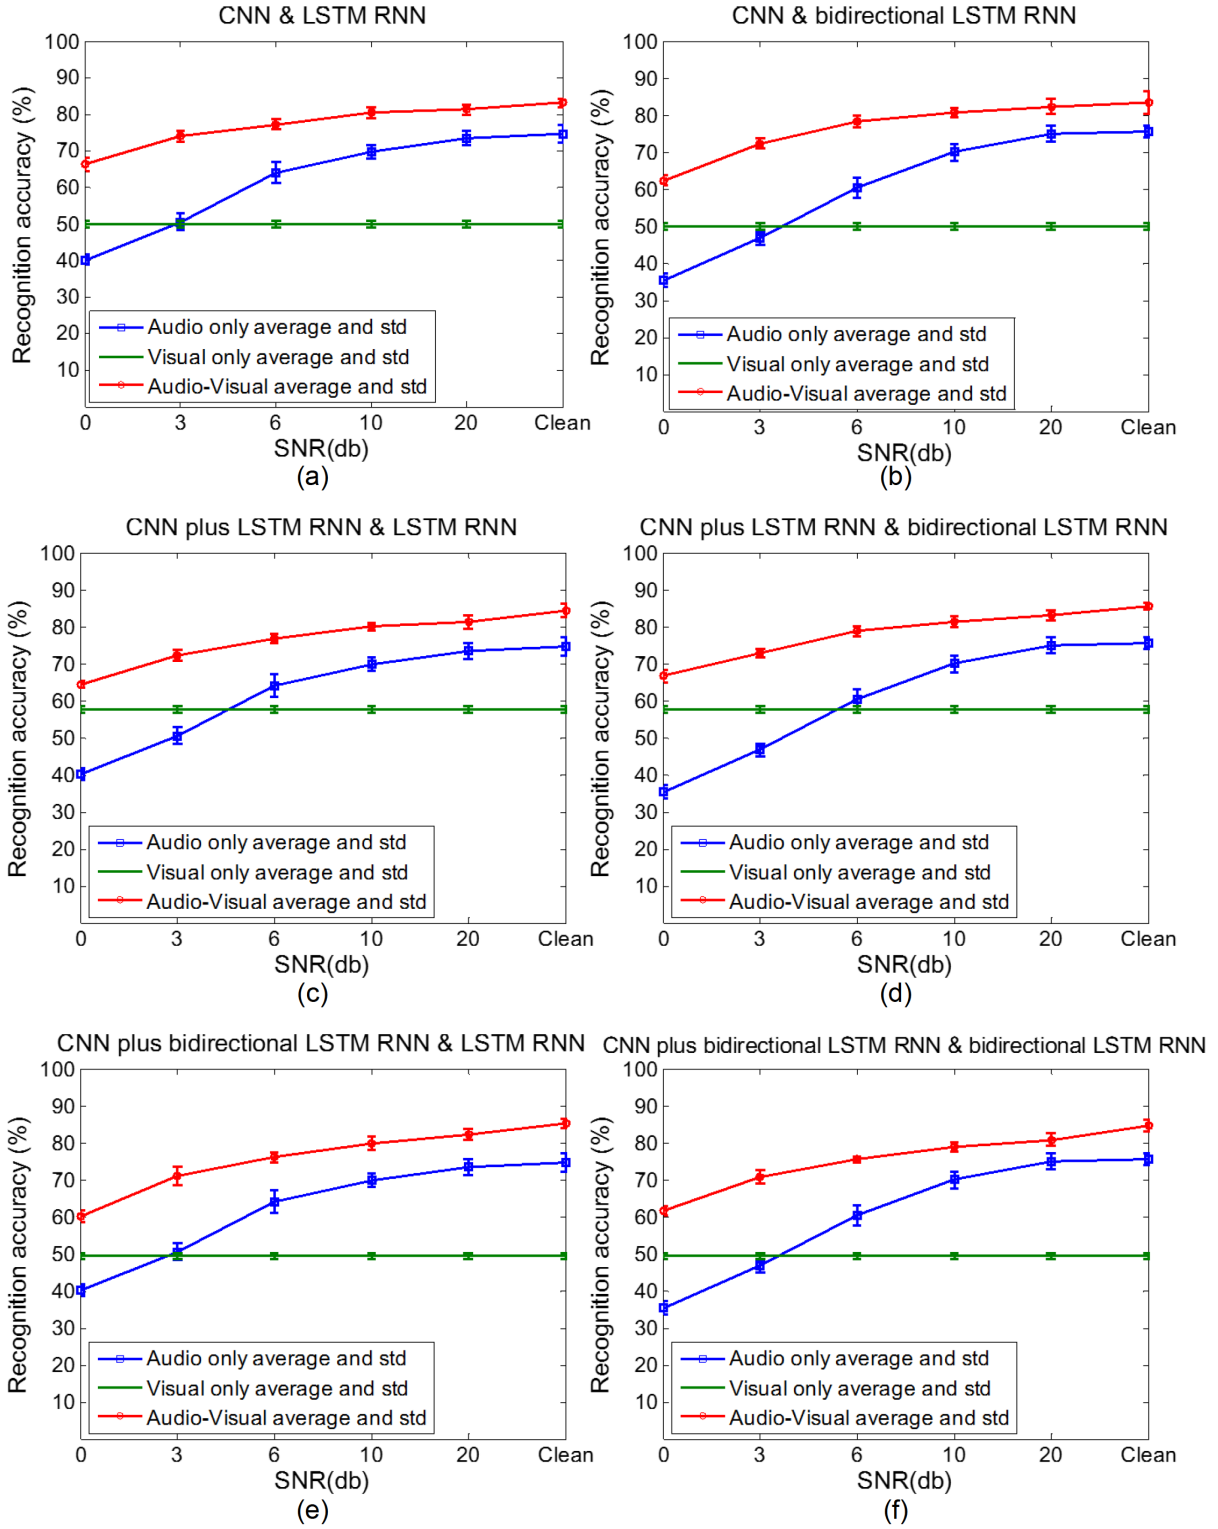 CNN & LSTM RNN
Recognition accuracy (%)
100
90
80
70
60
50
40
30
20
10
Audio only average and std
Visual only average and std
Audio-Visual average and std
0 3 6 10 20 Clean
SNR(db)
(a)
CNN & bidirectional LSTM RNN
Recognition accuracy (%)
100
90
80
70
60
50
40
30
20
10
Audio only average and std
Visual only average and std
Audio-Visual average and std
0 3 6 10 20 Clean
SNR(db)
(b)
CNN plus LSTM RNN & LSTM RNN
Recognition accuracy (%)
100
90
80
70
60
50
40
30
20
10
Audio only average and std
Visual only average and std
Audio-Visual average and std
0 3 6 10 20 Clean
SNR(db)
(c)
CNN plus LSTM RNN & bidirectional LSTM RNN
Recognition accuracy (%)
100
90
80
70
60
50
40
30
20
10
Audio only average and std
Visual only average and std
Audio-Visual average and std
0 3 6 10 20 Clean
SNR(db)
(d)
CNN plus bidirectional LSTM RNN & LSTM RNN
Recognition accuracy (%)
100
90
80
70
60
50
40
30
20
10
Audio only average and std
Visual only average and std
Audio-Visual average and std
0 3 6 10 20 Clean
SNR(db)
(e)
CNN plus bidirectional LSTM RNN & bidirectional LSTM RNN
Recognition accuracy (%)
100
90
80
70
60
50
40
30
20
10
Audio only average and std
Visual only average and std
Audio-Visual average and std
0 3 6 10 20 Clean
SNR(db)
(f)